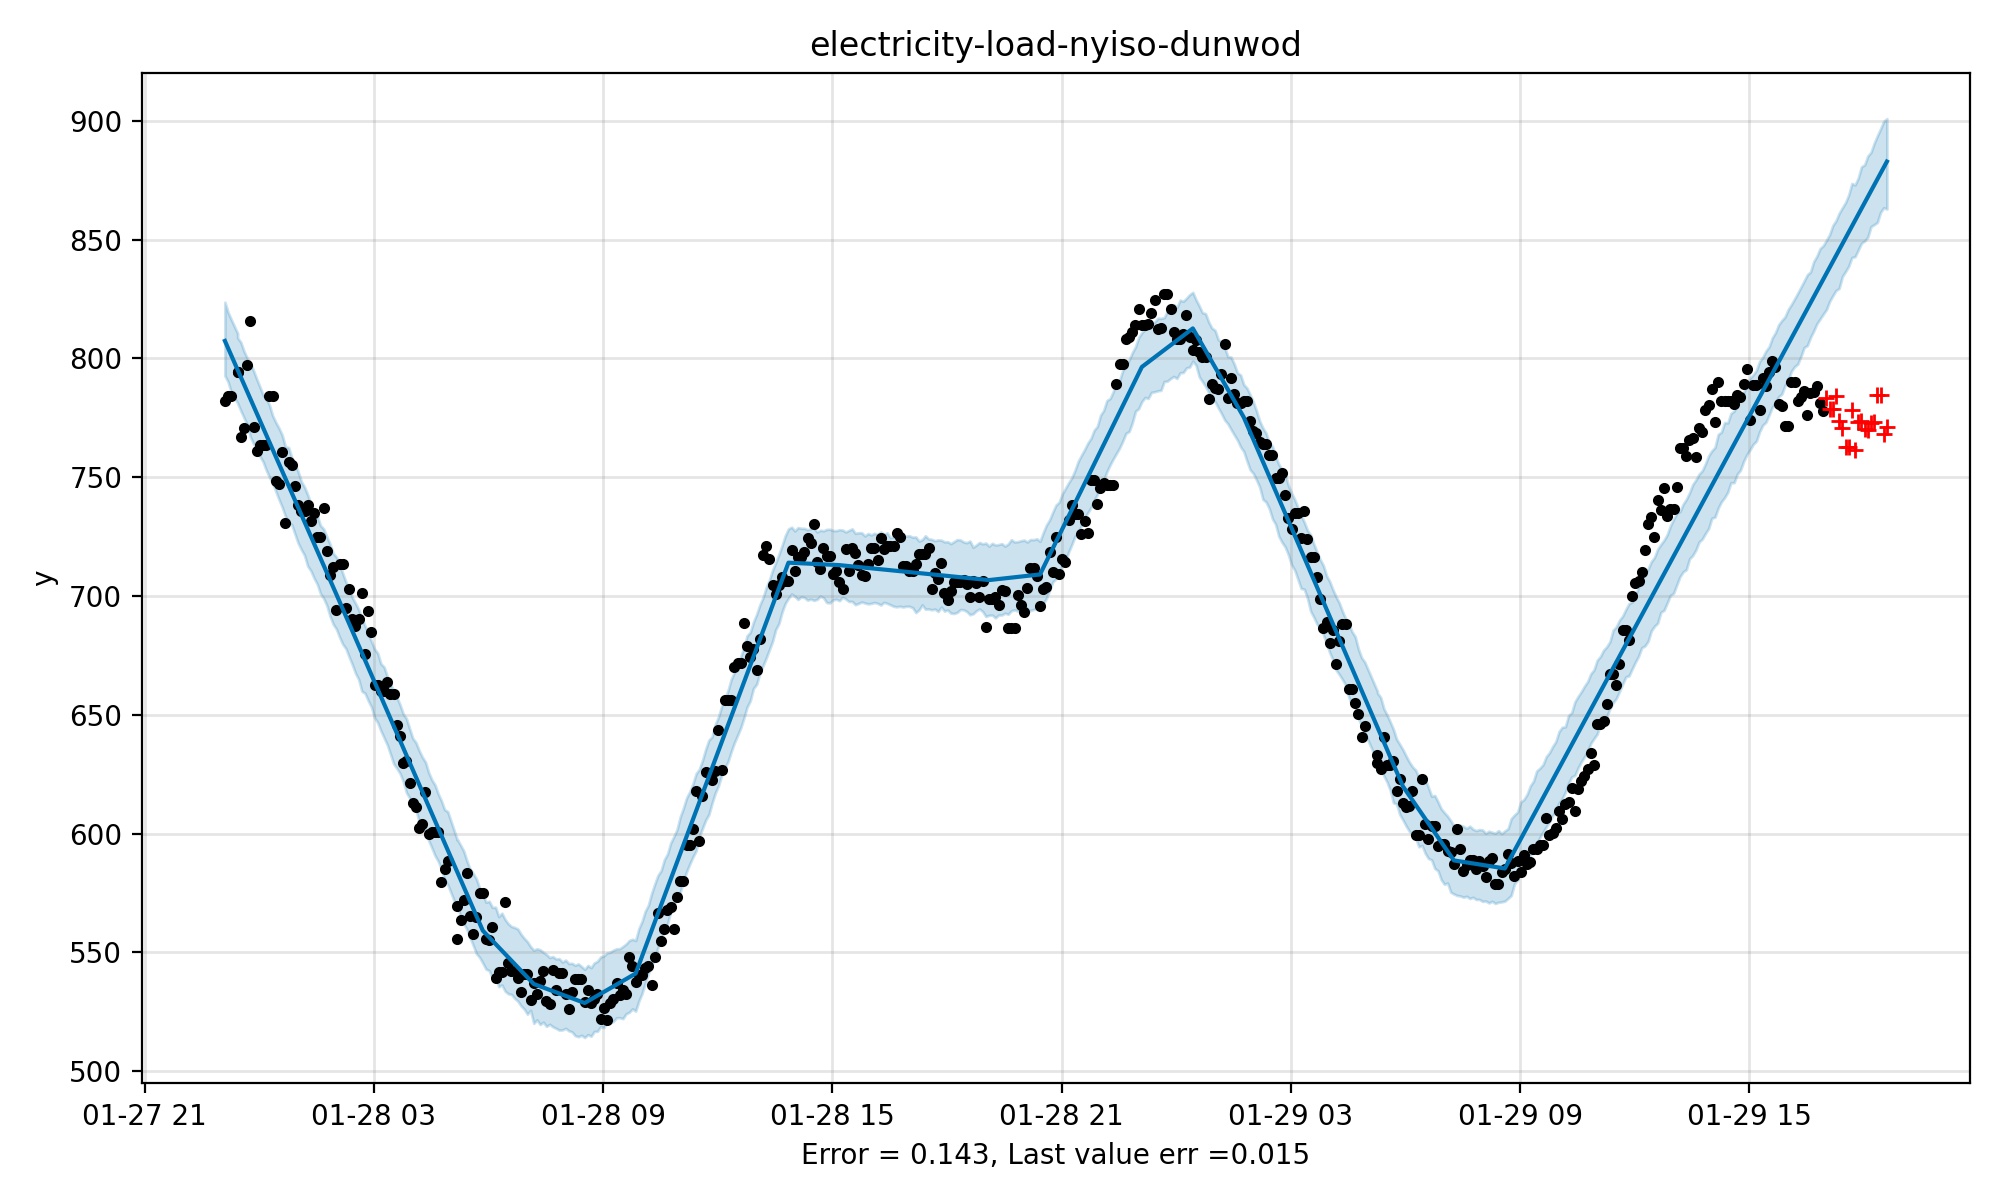 electricity-load-nyiso-dunwod
900
850
800
750
700
650
600
550
500
y
01-27 21 01-28 03 01-28 09 01-28 15 01-28 21 01-29 03 01-29 09 01-29 15
Error = 0.143, Last value err =0.015